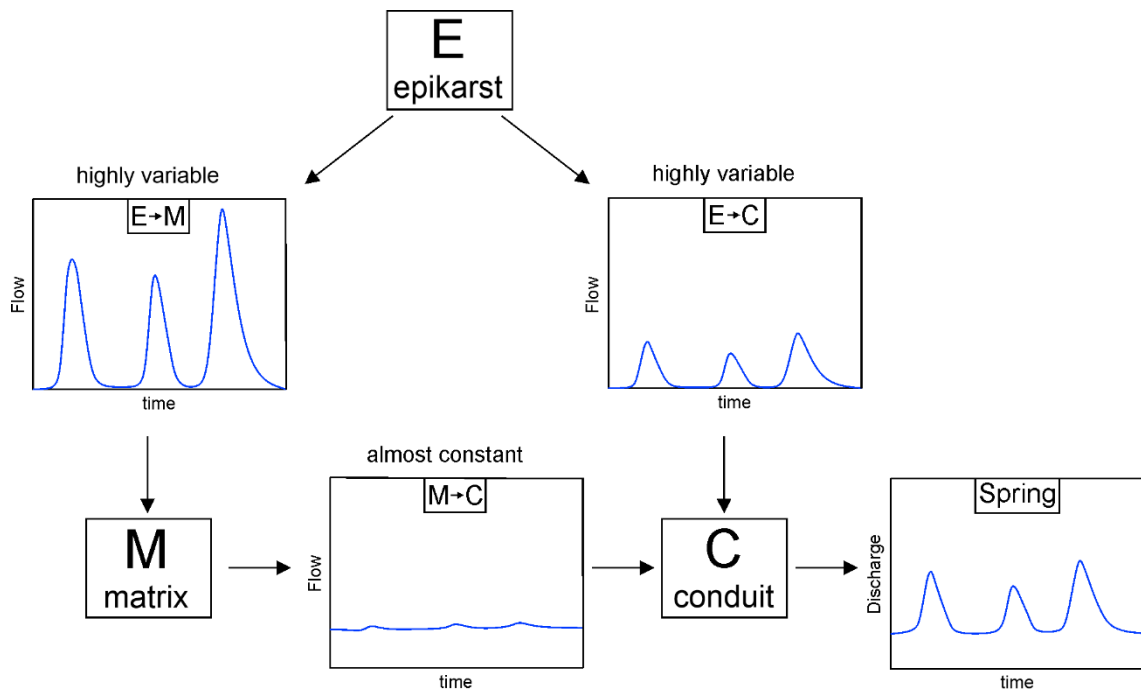 E
epikarst
highly variable
highly variable
E→M
E→C
Flow
Flow
time
time
almost constant
M→C
Spring
M
matrix
Flow
C
conduit
Discharge
time
time